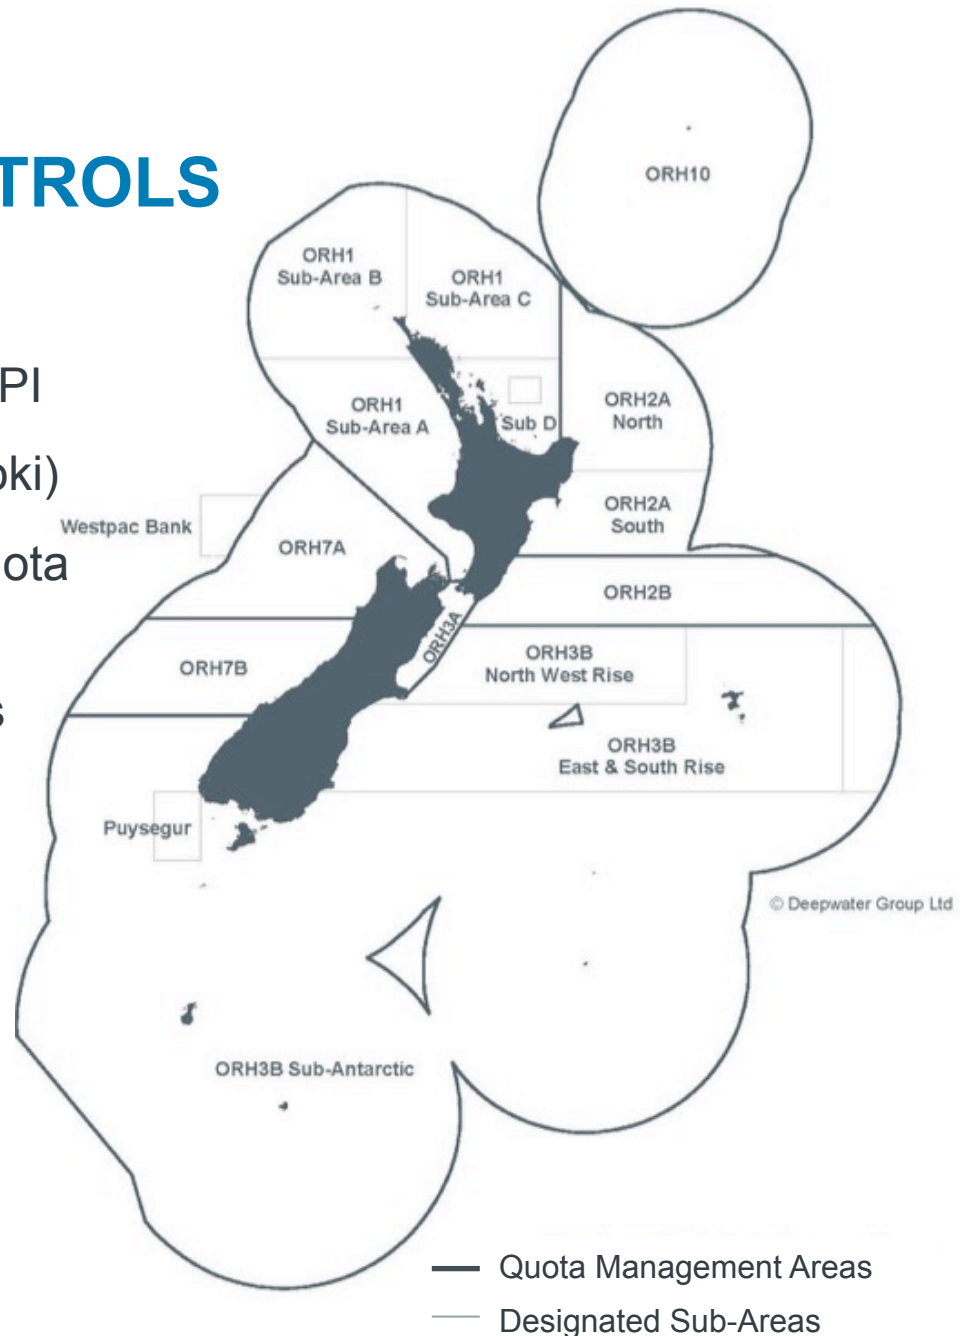 TROLS
PI
oki)
ota
s
ORH10
ORH1
Sub-Area B
ORH1
Sub-Area C
ORH1
Sub-Area A
Sub D
ORH2A
North
ORH2A
South
Westpac Bank
ORH7A
ORH2B
ORH3A
ORH7B
ORH3B
North West Rise
ORH3B
East & South Rise
Puysegur
© Deepwater Group Ltd
ORH3B Sub-Antarctic
Quota Management Areas
Designated Sub-Areas